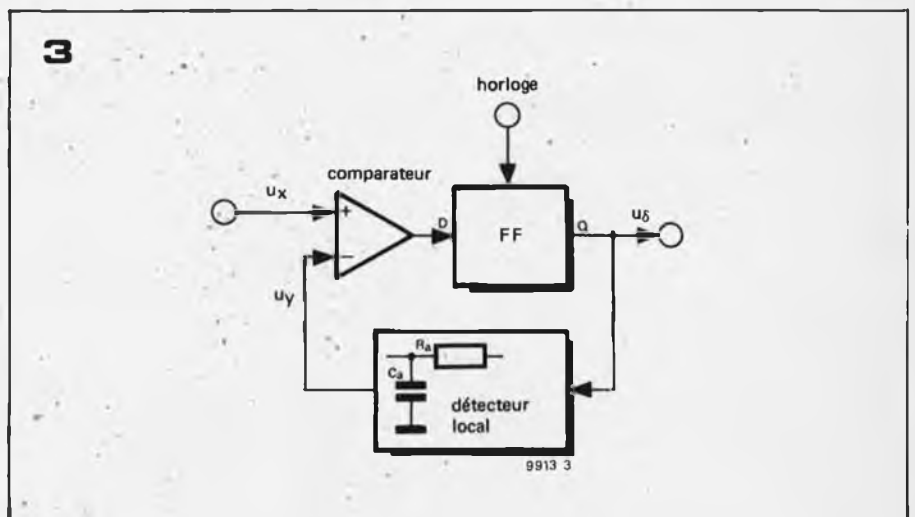 3
horloge
comparateur
ux
+
D
FF
Q
uδ
−
uy
Ra
Ca
détecteur
local
9913 3